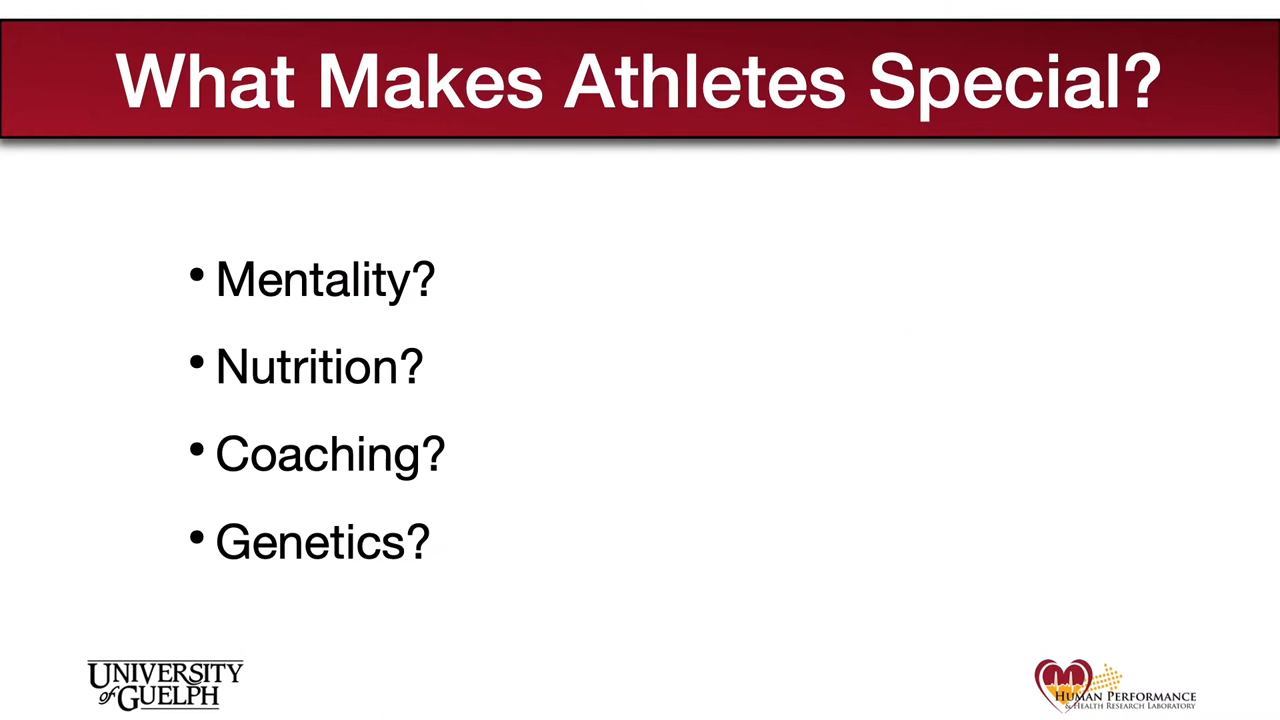 What Makes Athletes Special?
• Mentality?
• Nutrition?
• Coaching?
• Genetics?
UNIVERSITY
of GUELPH
HUMAN PERFORMANCE
& HEALTH RESEARCH LABORATORY